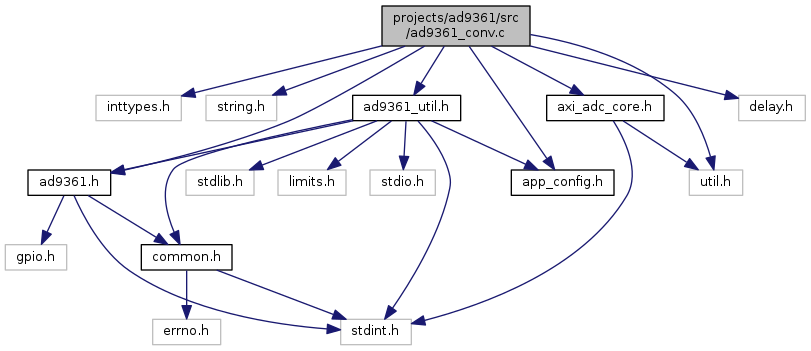 projects/ad9361/src
/ad9361_conv.c
inttypes.h
string.h
ad9361_util.h
axi_adc_core.h
delay.h
ad9361.h
stdlib.h
limits.h
stdio.h
app_config.h
util.h
gpio.h
common.h
errno.h
stdint.h